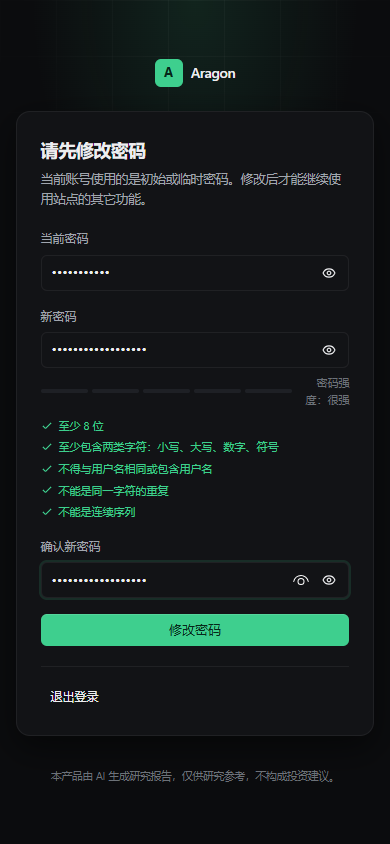 A Aragon
请先修改密码
当前账号使用的是初始或临时密码。修改后才能继续使
用站点的其它功能。
当前密码
•••••••••••
新密码
••••••••••••••••••
密码强
度：很强
至少 8 位
至少包含两类字符：小写、大写、数字、符号
不得与用户名相同或包含用户名
不能是同一字符的重复
不能是连续序列
确认新密码
••••••••••••••••••
修改密码
退出登录
本产品由 AI 生成研究报告，仅供研究参考，不构成投资建议。